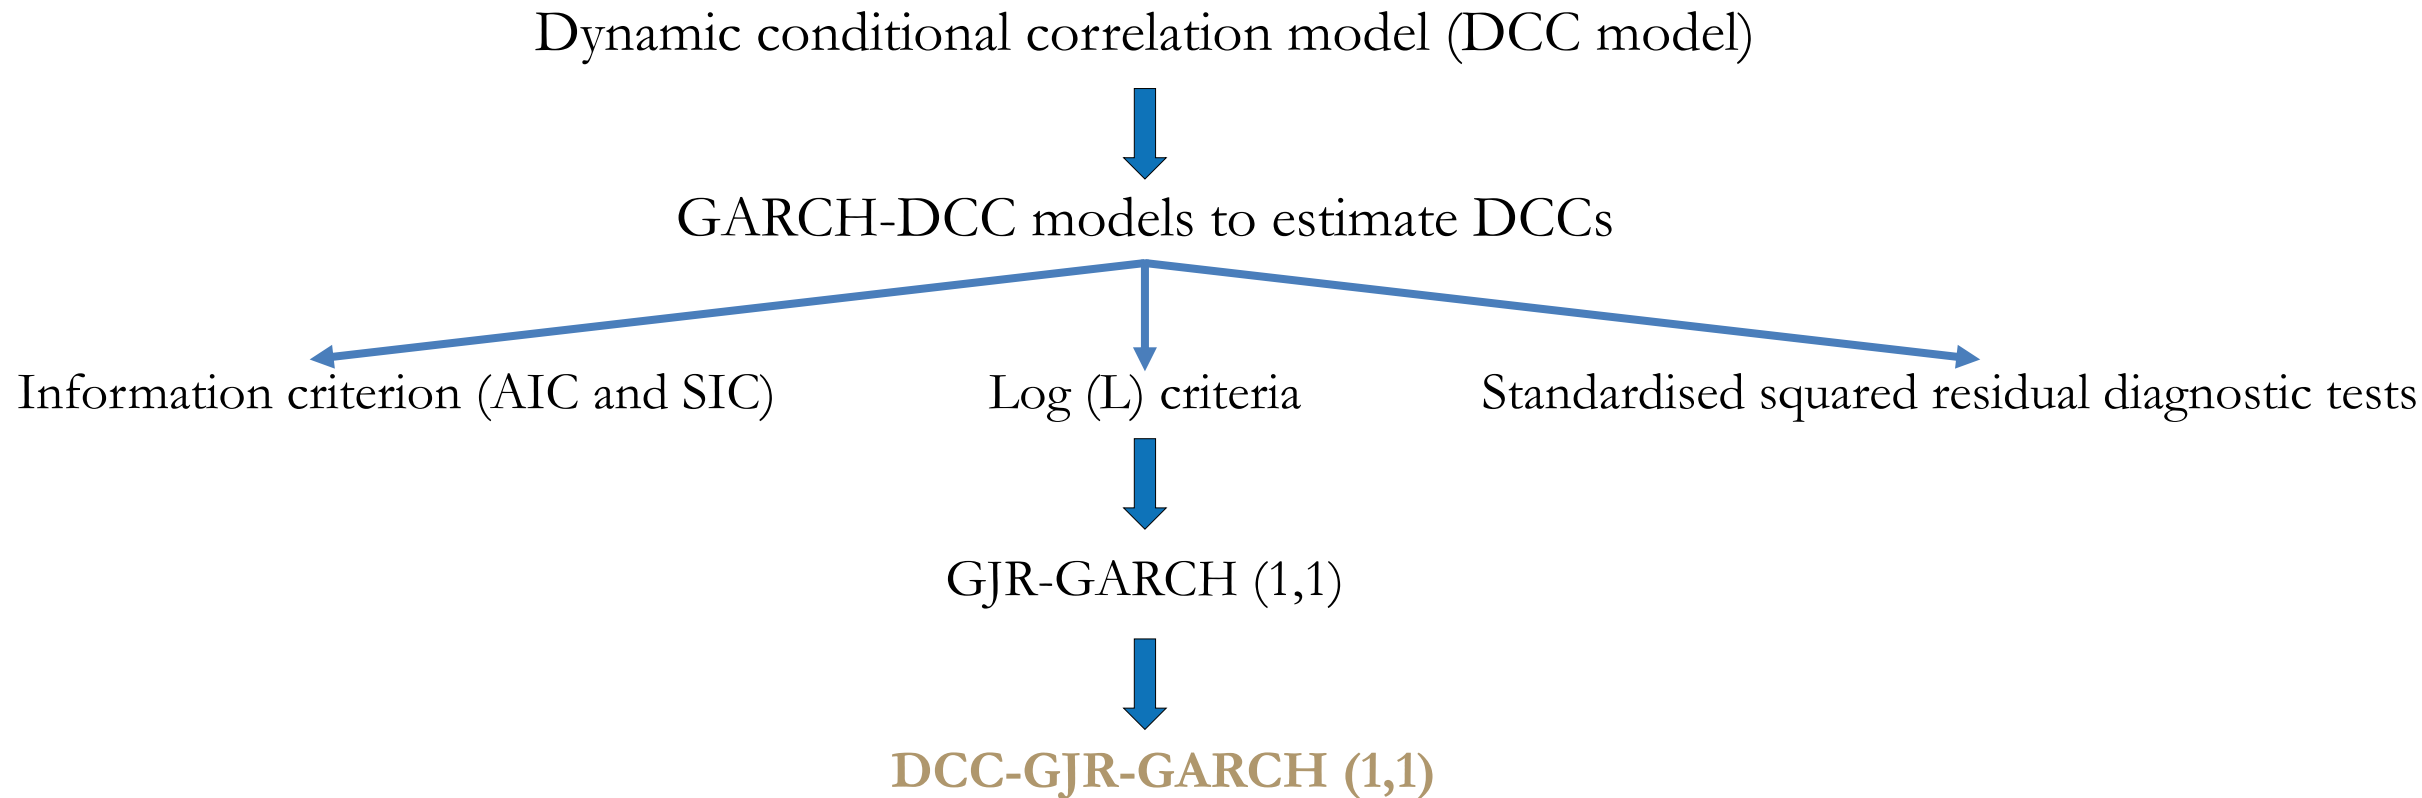 Dynamic conditional correlation model (DCC model)
GARCH-DCC models to estimate DCCs
Information criterion (AIC and SIC)
Log (L) criteria
Standardised squared residual diagnostic tests
GJR-GARCH (1,1)
DCC-GJR-GARCH (1,1)